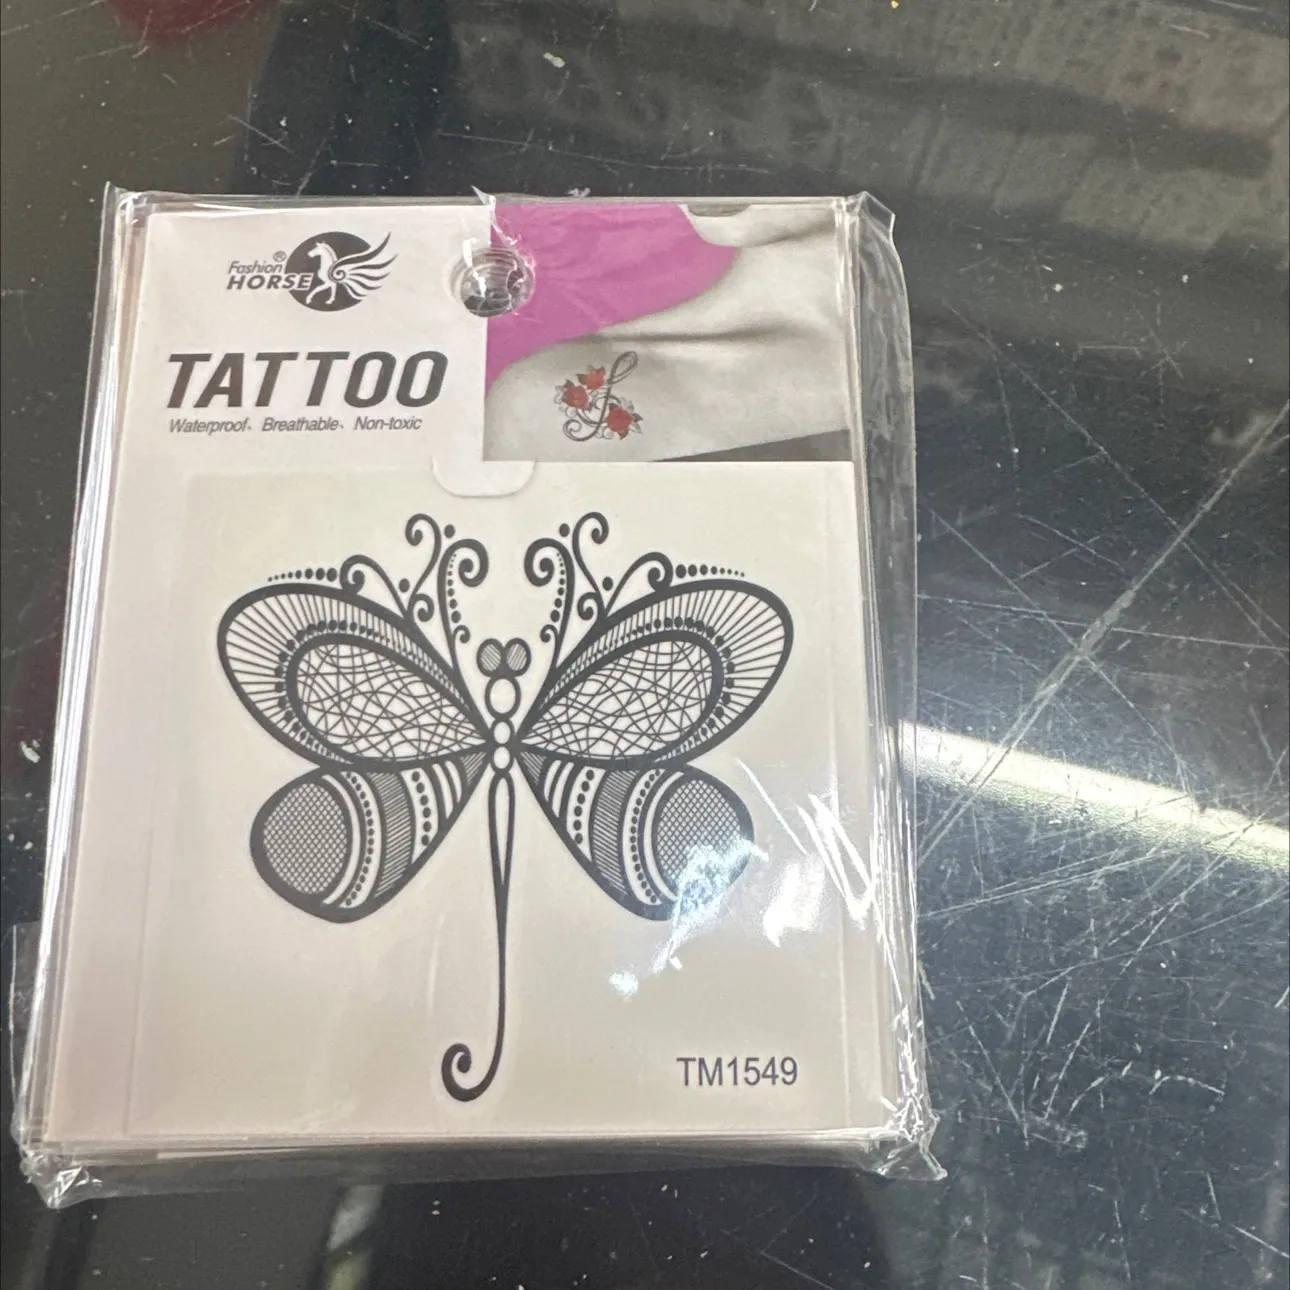 Fashion®
HORSE
TATTOO
Waterproof、Breathable、Non-toxic
TM1549